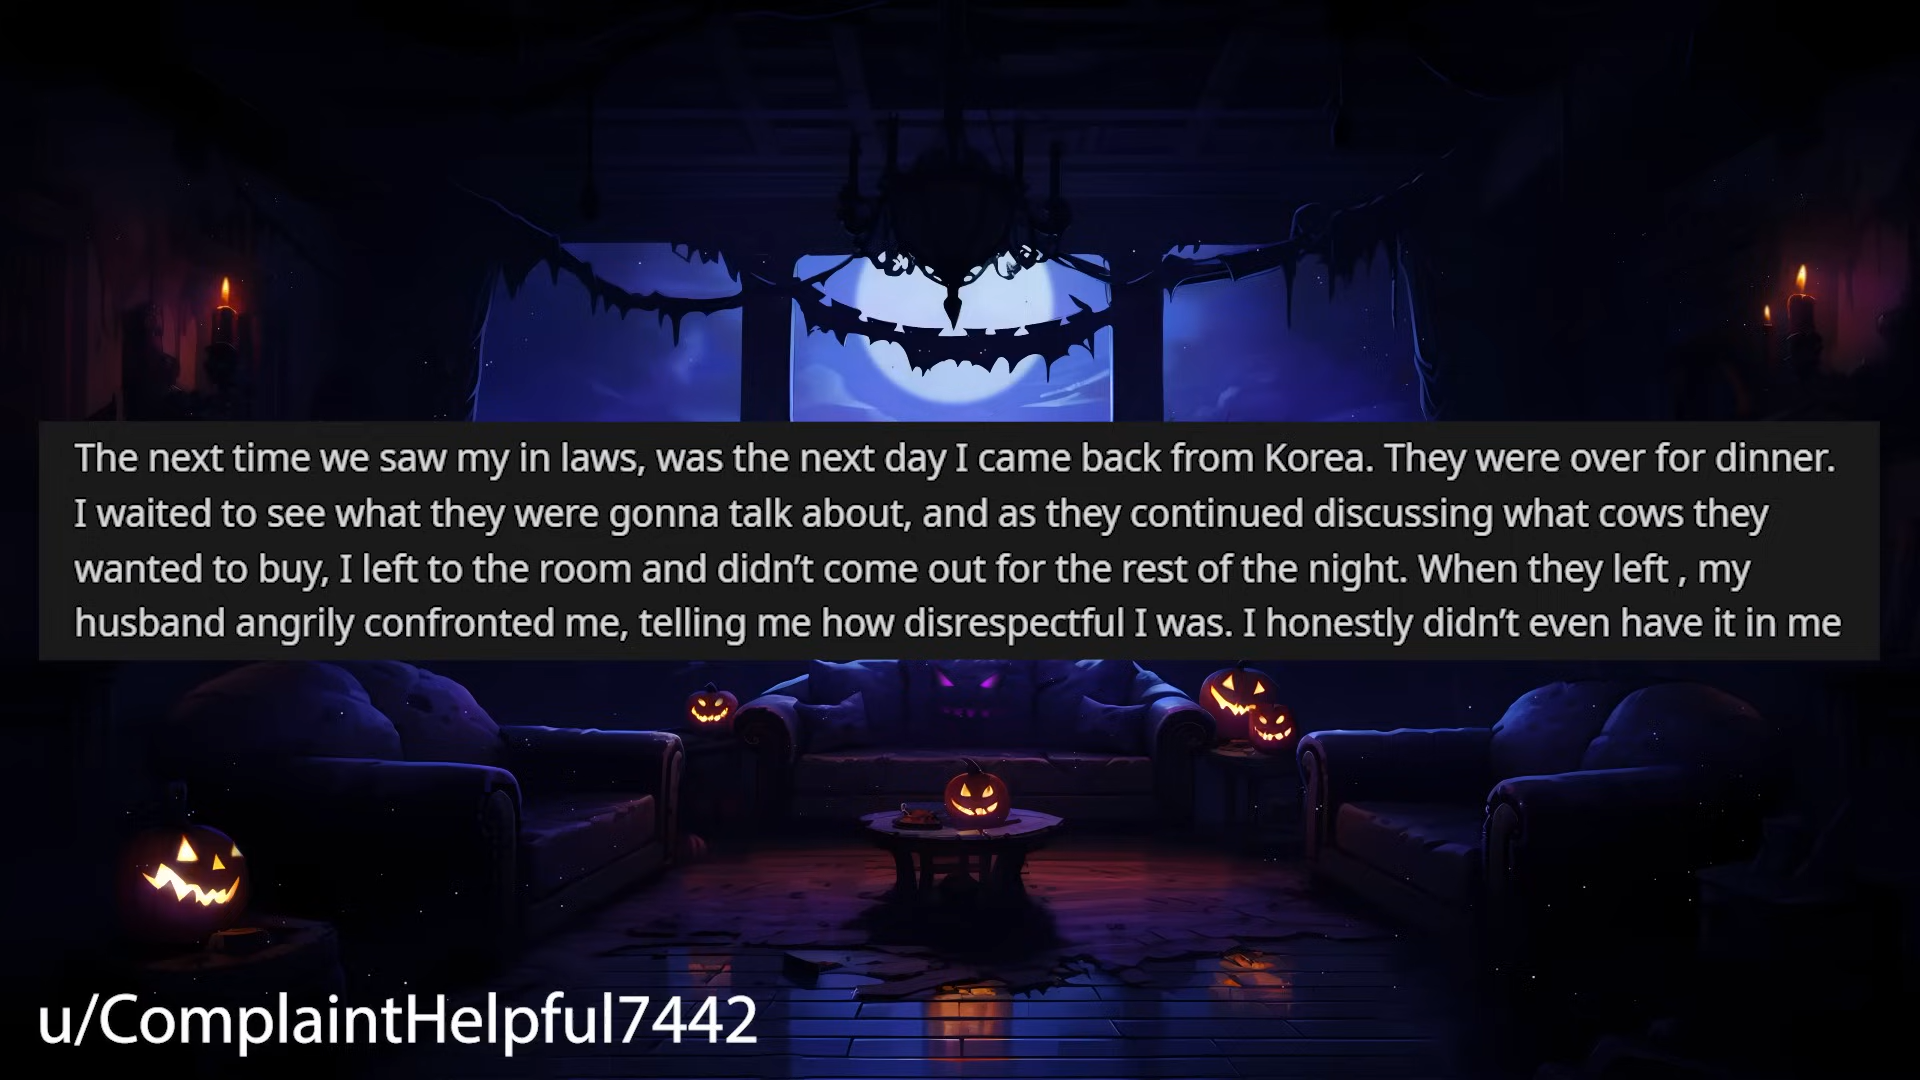 The next time we saw my in laws, was the next day I came back from Korea. They were over for dinner.
I waited to see what they were gonna talk about, and as they continued discussing what cows they
wanted to buy, I left to the room and didn’t come out for the rest of the night. When they left , my
husband angrily confronted me, telling me how disrespectful I was. I honestly didn’t even have it in me
u/ComplaintHelpful7442